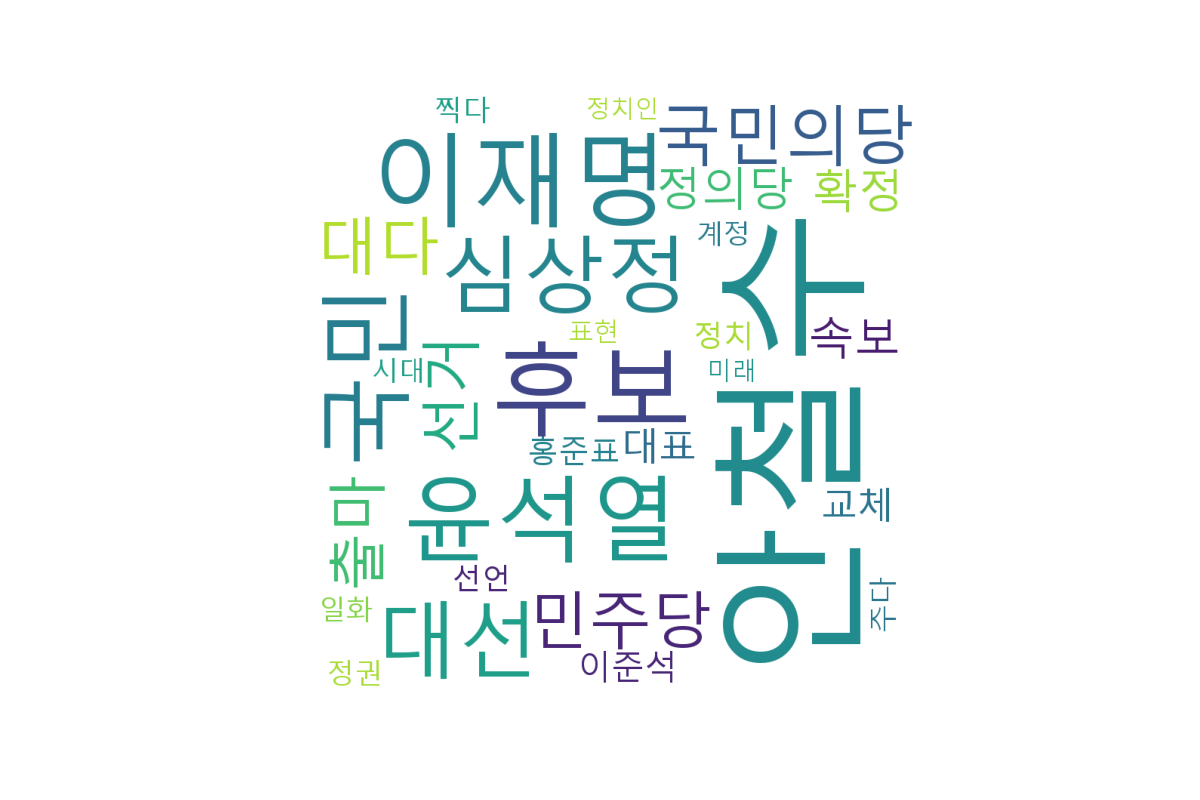 찍다
정치인
국민의당
이재명
정의당
확정
대다
심상정
계정
안철수
국민
표현
정치
속보
시대
선거
후보
미래
홍준표
대표
윤석열
출마
교체
선언
일화
대선
민주당
주다
정권
이준석